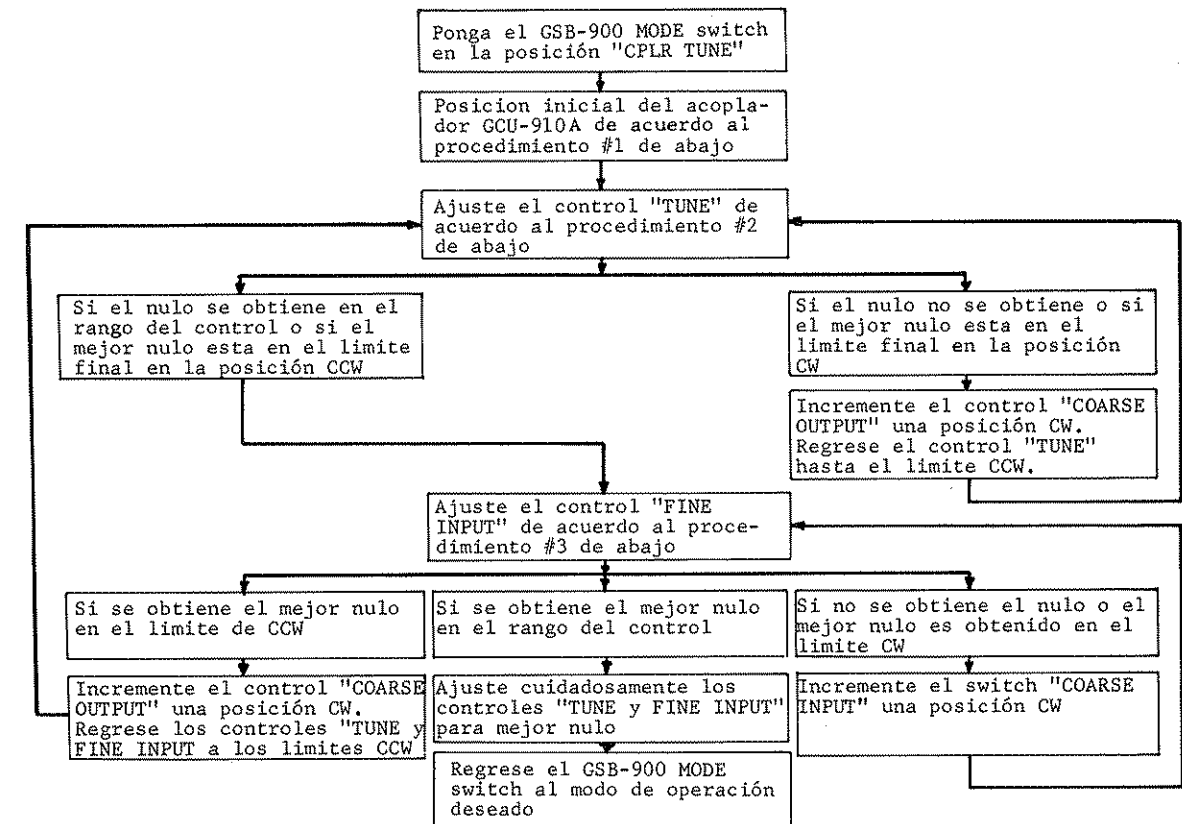 Ponga el GSB-900 MODE switch
en la posición "CPLR TUNE"
Posicion inicial del acopla-
dor GCU-910A de acuerdo al
procedimiento #1 de abajo
Ajuste el control "TUNE" de
acuerdo al procedimiento #2
de abajo
Si el nulo se obtiene en el
rango del control o si el
mejor nulo esta en el limite
final en la posición CCW
Si el nulo no se obtiene o si
el mejor nulo esta en el
limite final en la posición
CW
Incremente el control "COARSE
OUTPUT" una posición CW.
Regrese el control "TUNE"
hasta el limite CCW.
Ajuste el control "FINE
INPUT" de acuerdo al proce-
dimiento #3 de abajo
Si se obtiene el mejor nulo
en el limite de CCW
Si se obtiene el mejor nulo
en el rango del control
Si no se obtiene el nulo o el
mejor nulo es obtenido en el
limite CW
Incremente el control "COARSE
OUTPUT" una posición CW.
Regrese los controles "TUNE y
FINE INPUT a los limites CCW
Ajuste cuidadosamente los
controles "TUNE y FINE INPUT"
para mejor nulo
Incremente el switch "COARSE
INPUT" una posición CW
Regrese el GSB-900 MODE
switch al modo de operación
deseado